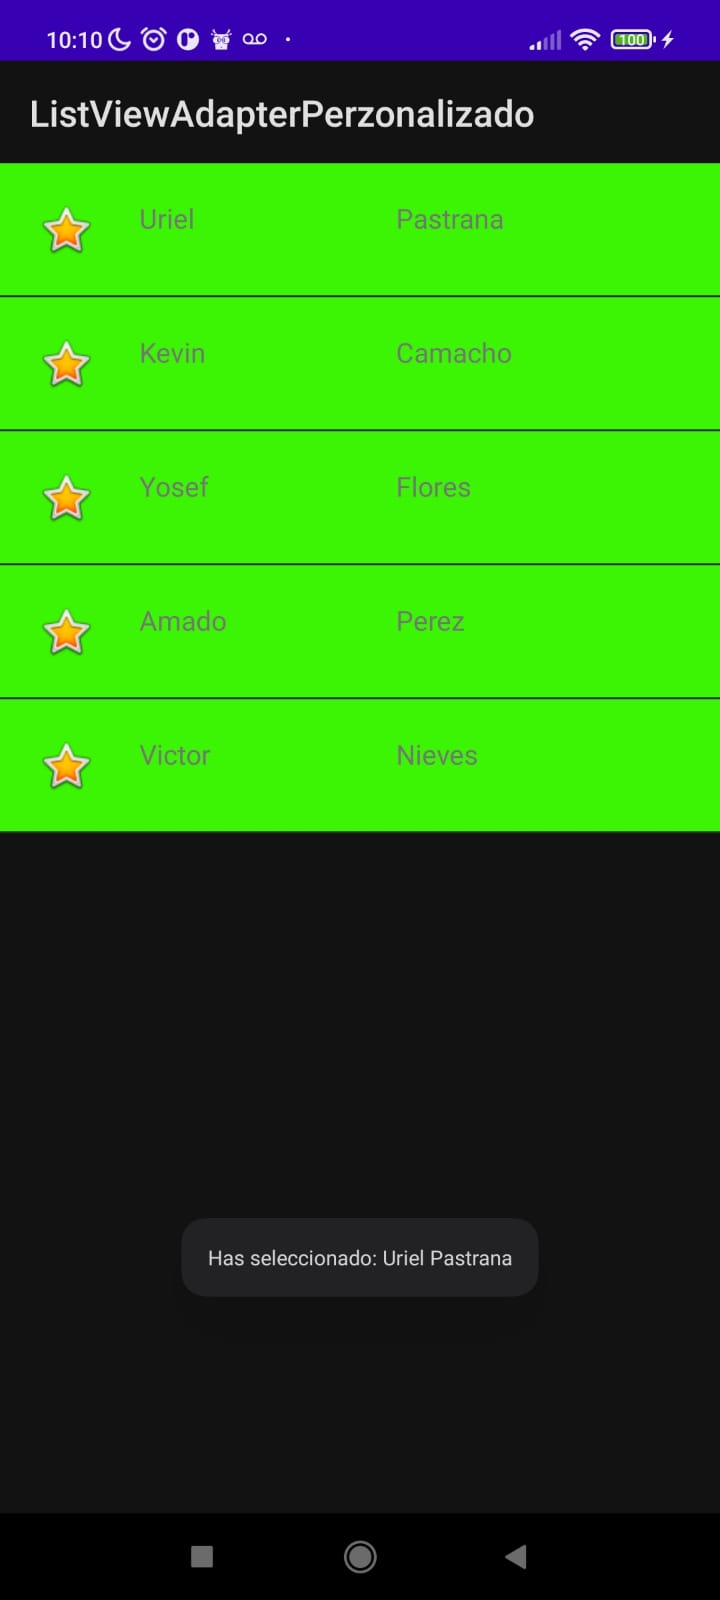 10:10 100
ListViewAdapterPerzonalizado
Uriel Pastrana
Kevin Camacho
Yosef Flores
Amado Perez
Victor Nieves
Has seleccionado: Uriel Pastrana